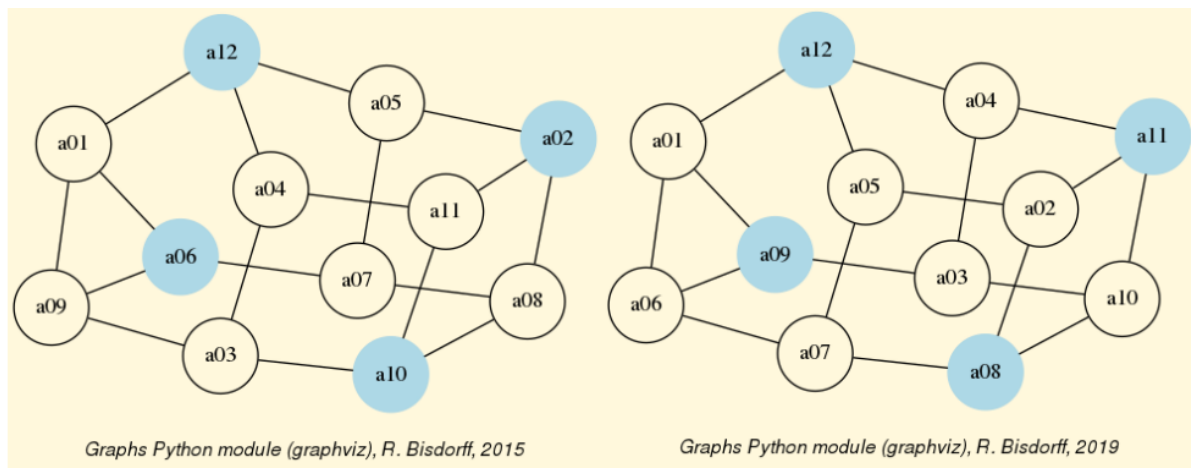 a12
a05
a02
a01
a04
a11
a06
a07
a08
a09
a03
a10
Graphs Python module (graphviz), R. Bisdorff, 2015
a12
a04
a11
a01
a05
a02
a09
a03
a10
a06
a07
a08
Graphs Python module (graphviz), R. Bisdorff, 2019